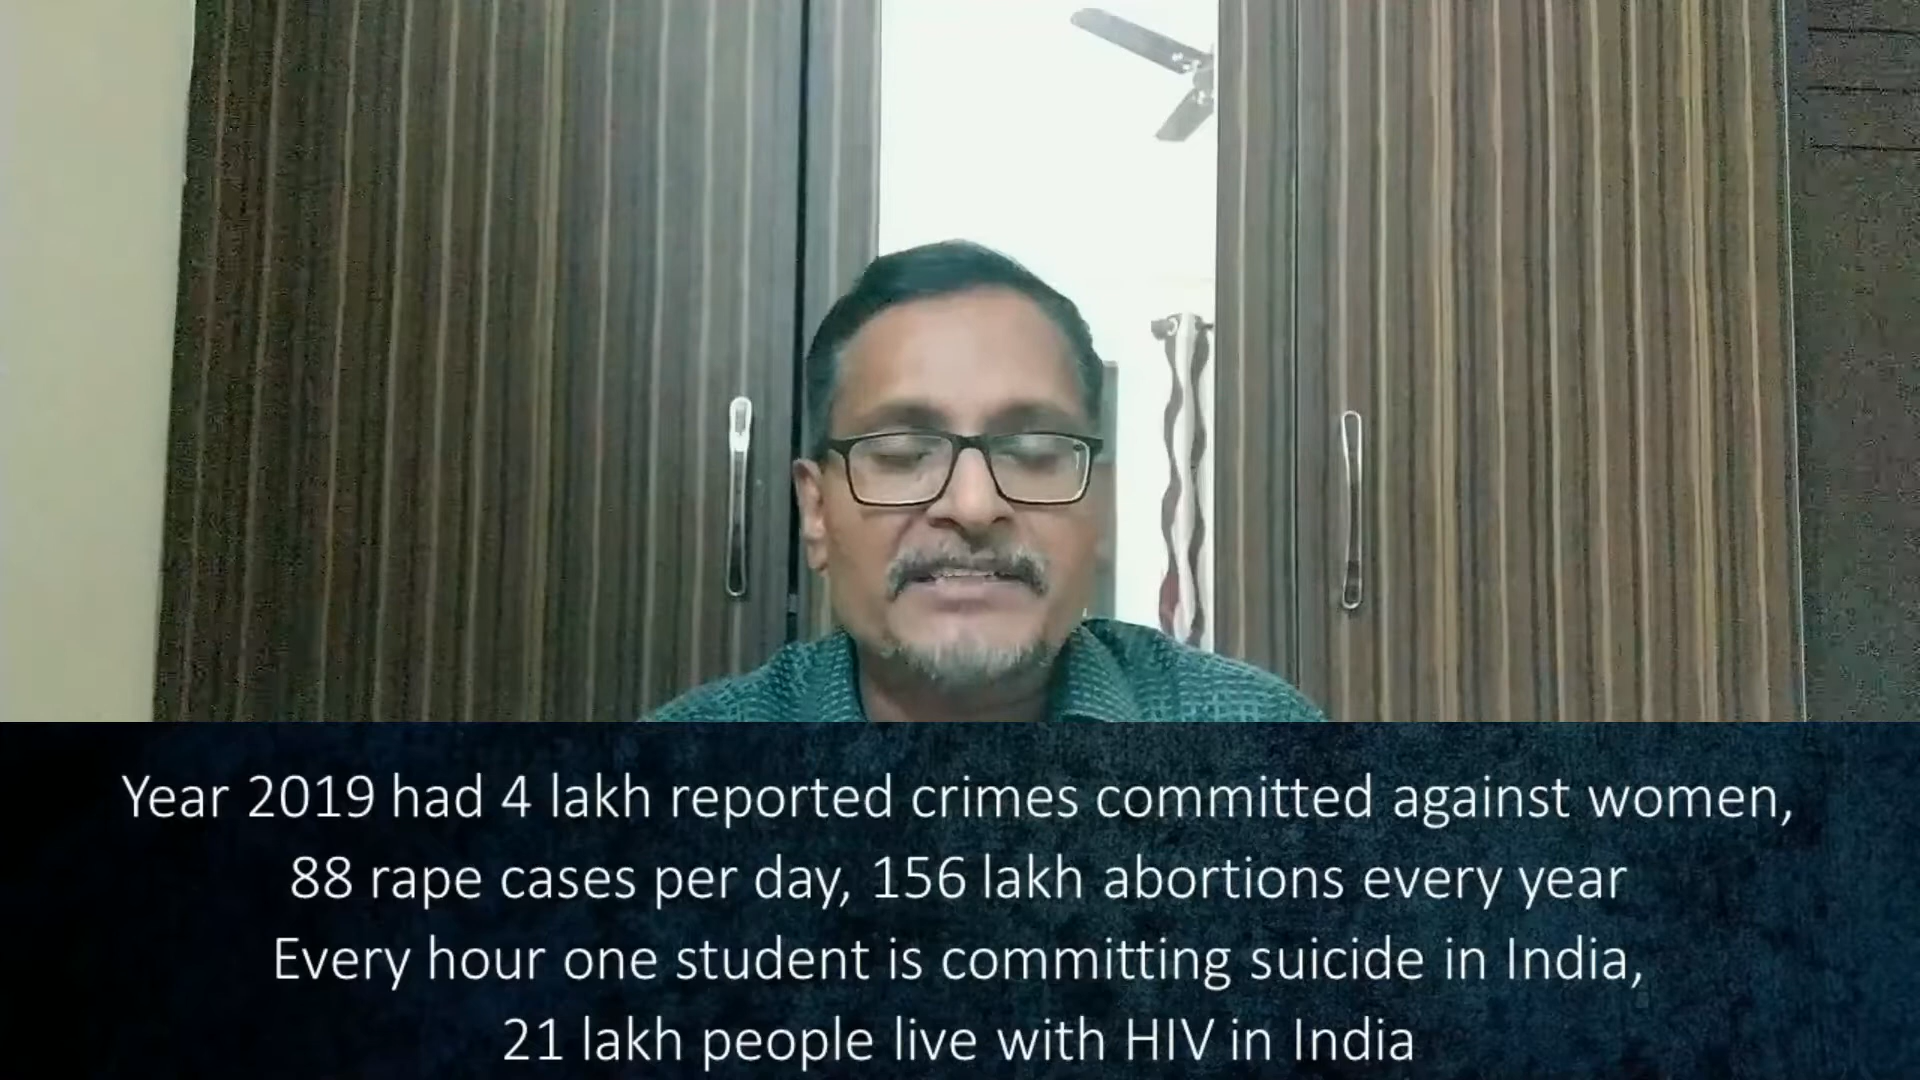 Year 2019 had 4 lakh reported crimes committed against women,
88 rape cases per day, 156 lakh abortions every year
Every hour one student is committing suicide in India,
21 lakh people live with HIV in India